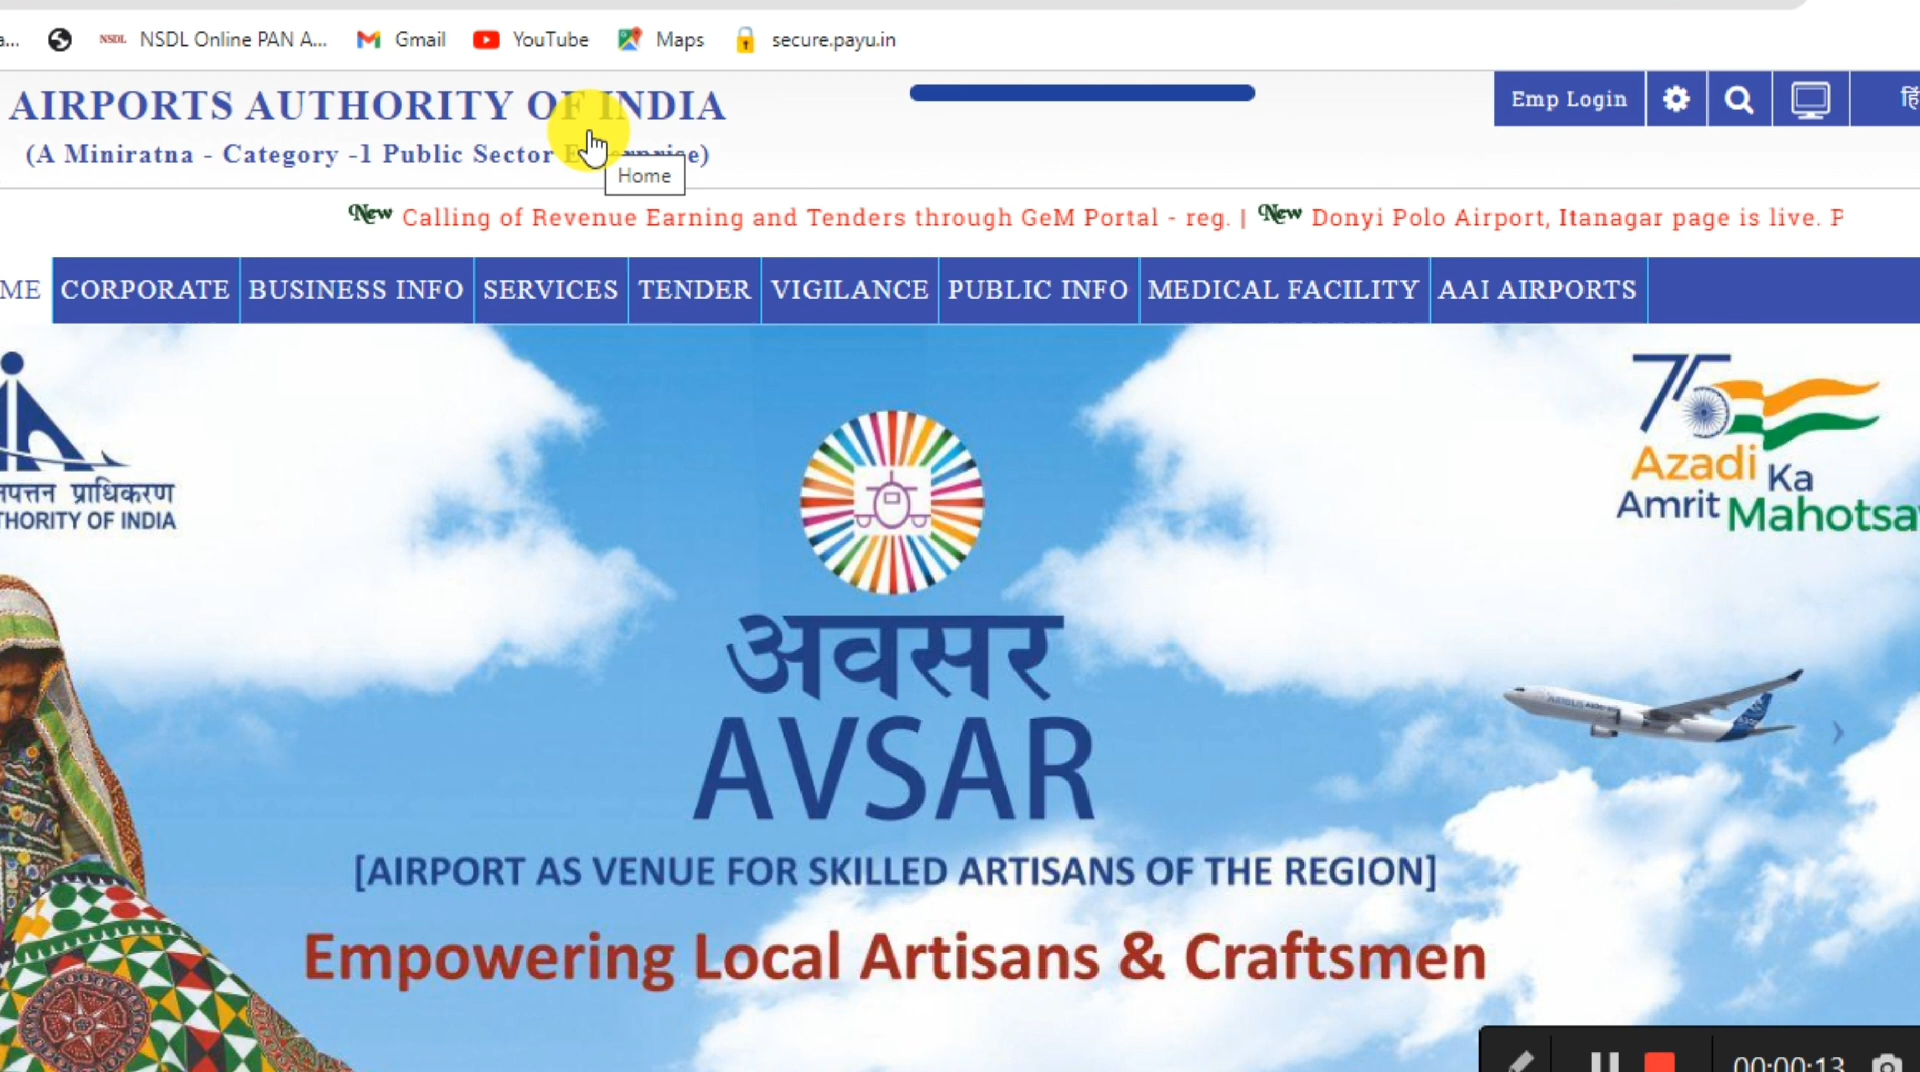 NSDL NSDL Online PAN A... Gmail YouTube Maps secure.payu.in
AIRPORTS AUTHORITY OF INDIA
(A Miniratna - Category -1 Public Sector Enterprise)
Home
Emp Login
New Calling of Revenue Earning and Tenders through GeM Portal - reg. | New Donyi Polo Airport, Itanagar page is live. P
ME CORPORATE BUSINESS INFO SERVICES TENDER VIGILANCE PUBLIC INFO MEDICAL FACILITY AAI AIRPORTS
75
Azadi Ka
Amrit Mahotsa
प्राधिकरण
THORITY OF INDIA
अवसर
AVSAR
[AIRPORT AS VENUE FOR SKILLED ARTISANS OF THE REGION]
Empowering Local Artisans & Craftsmen
00:00:13